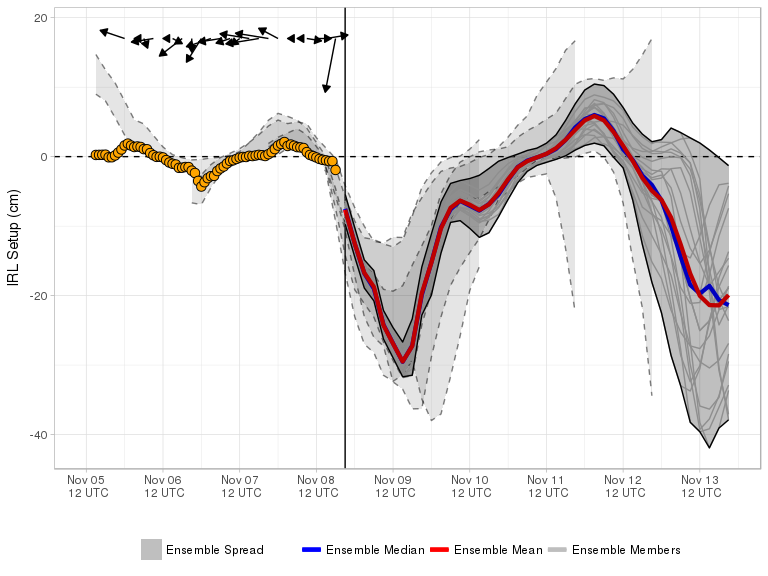 IRL Setup (cm)
20
0
-20
-40
Nov 05 Nov 06 Nov 07 Nov 08 Nov 09 Nov 10 Nov 11 Nov 12 Nov 13
12 UTC 12 UTC 12 UTC 12 UTC 12 UTC 12 UTC 12 UTC 12 UTC 12 UTC
Ensemble Spread Ensemble Median Ensemble Mean Ensemble Members